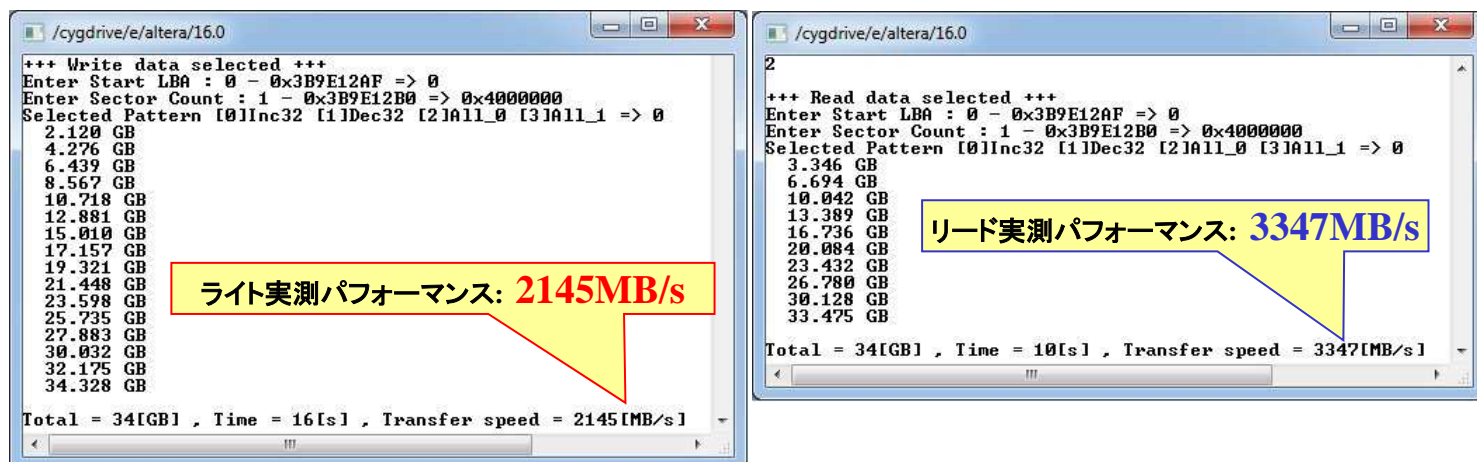 /cygdrive/e/altera/16.0
+++ Write data selected +++
Enter Start LBA : 0 - 0x3B9E12AF => 0
Enter Sector Count : 1 - 0x3B9E12B0 => 0x4000000
Selected Pattern [0]Inc32 [1]Dec32 [2]All_0 [3]All_1 => 0
2.120 GB
4.276 GB
6.439 GB
8.567 GB
10.718 GB
12.881 GB
15.010 GB
17.157 GB
19.321 GB
21.448 GB
23.598 GB
25.735 GB
27.883 GB
30.032 GB
32.175 GB
34.328 GB
ライト実測パフォーマンス: 2145MB/s
Total = 34[GB] , Time = 16[s] , Transfer speed = 2145[MB/s]
/cygdrive/e/altera/16.0
2
+++ Read data selected +++
Enter Start LBA : 0 - 0x3B9E12AF => 0
Enter Sector Count : 1 - 0x3B9E12B0 => 0x4000000
Selected Pattern [0]Inc32 [1]Dec32 [2]All_0 [3]All_1 => 0
3.346 GB
6.694 GB
10.042 GB
13.389 GB
16.736 GB
20.084 GB
23.432 GB
26.780 GB
30.128 GB
33.475 GB
リード実測パフォーマンス: 3347MB/s
Total = 34[GB] , Time = 10[s] , Transfer speed = 3347[MB/s]